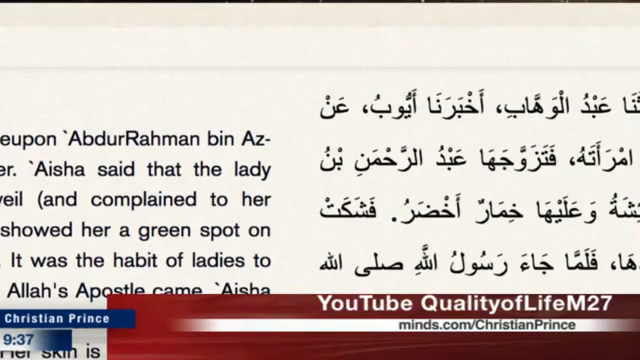 eupon `AbdurRahman bin Az-
er. `Aisha said that the lady
veil (and complained to her
showed her a green spot on
. It was the habit of ladies to
Allah's Apostle came, `Aisha
Her skin is
عَبْدُ الْوَهَّابِ، أَخْبَرَنَا أَيُّوبُ، عَنْ
امْرَأَتَهُ، فَتَزَوَّجَهَا عَبْدُ الرَّحْمَنِ بْنُ
وَعَلَيْهَا خِمَارٌ أَخْضَرُ. فَشَكَتْ
فَلَمَّا جَاءَ رَسُولُ اللَّهِ صلى الله
YouTube QualityofLifeM27
minds.com/ChristianPrince
Christian Prince
9:37